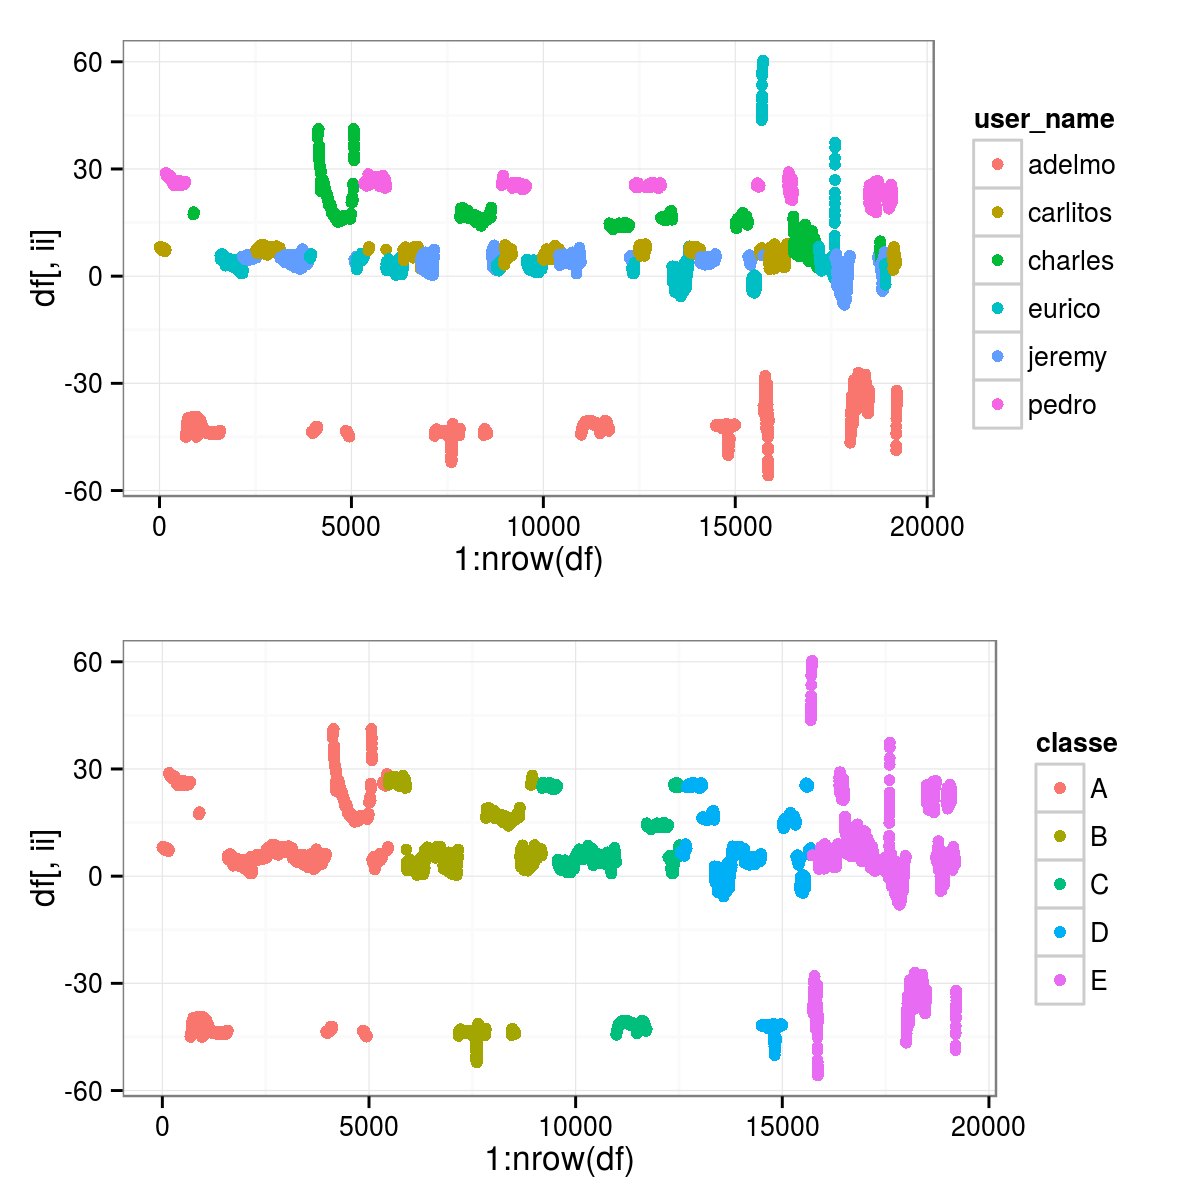 60
30
0
-30
-60
df[, ii]
0 5000 10000 15000 20000
1:nrow(df)
user_name
adelmo
carlitos
charles
eurico
jeremy
pedro
60
30
0
-30
-60
df[, ii]
0 5000 10000 15000 20000
1:nrow(df)
classe
A
B
C
D
E